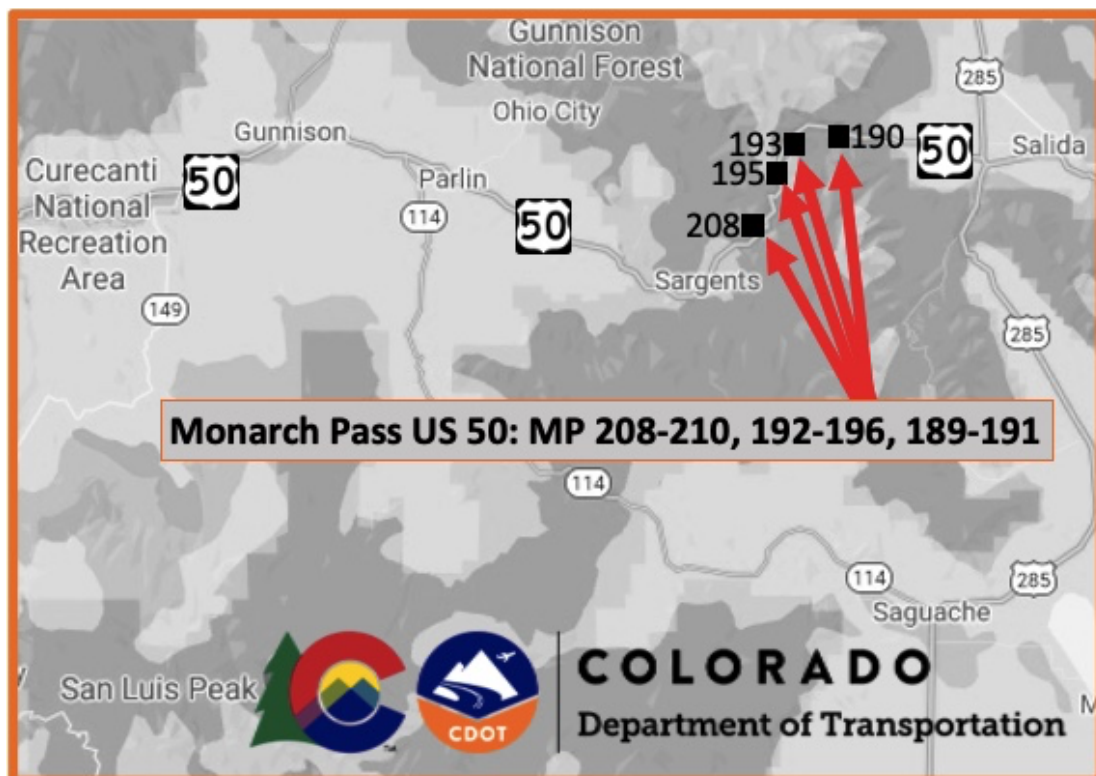 Gunnison
National Forest
Ohio City
285
Gunnison
193
190
50
Salida
Curecanti
National
Recreation
Area
50
Parlin
195
114
50
208
Sargents
149
285
Monarch Pass US 50: MP 208-210, 192-196, 189-191
114
114
285
Saguache
San Luis Peak
CDOT
COLORADO
Department of Transportation
M